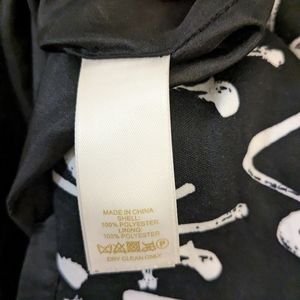 MADE IN CHINA
SHELL:
100% POLYESTER
LINING:
100% POLYESTER
DRY CLEAN ONLY